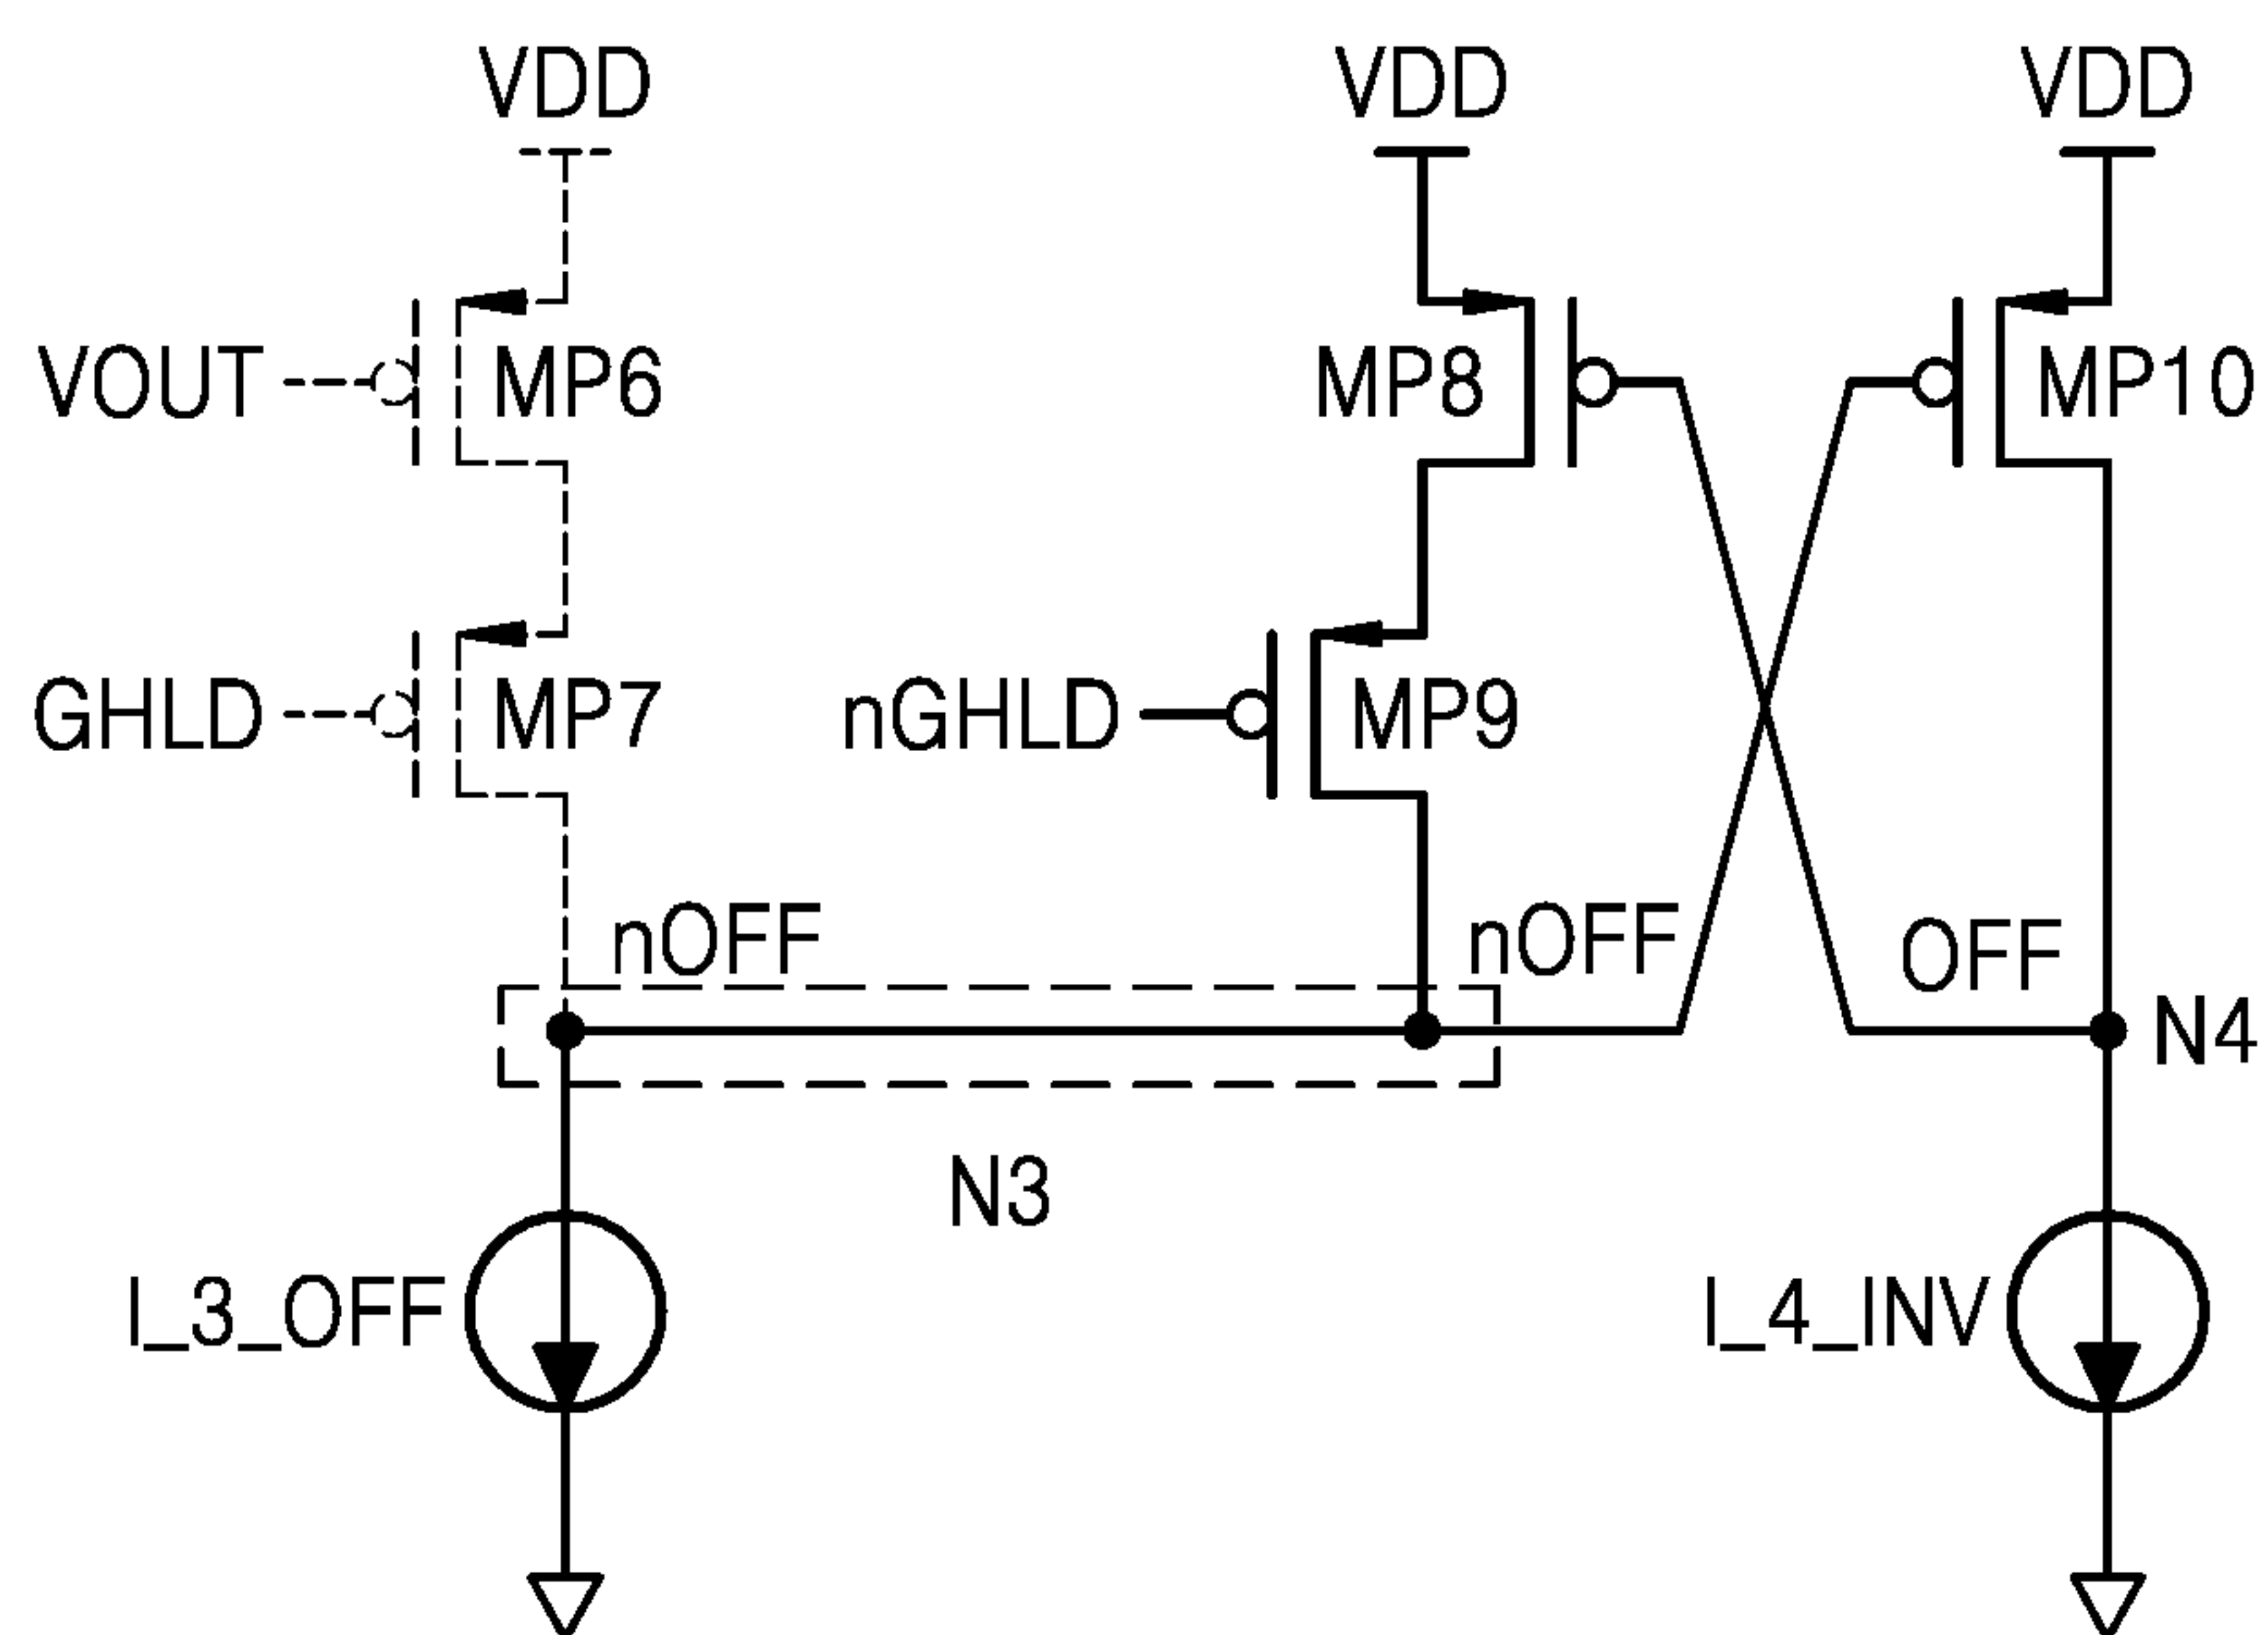 VDD VDD VDD
VOUT MP6 MP8 MP10
GHLD MP7 nGHLD MP9
nOFF nOFF OFF
N4
N3
I_3_OFF I_4_INV